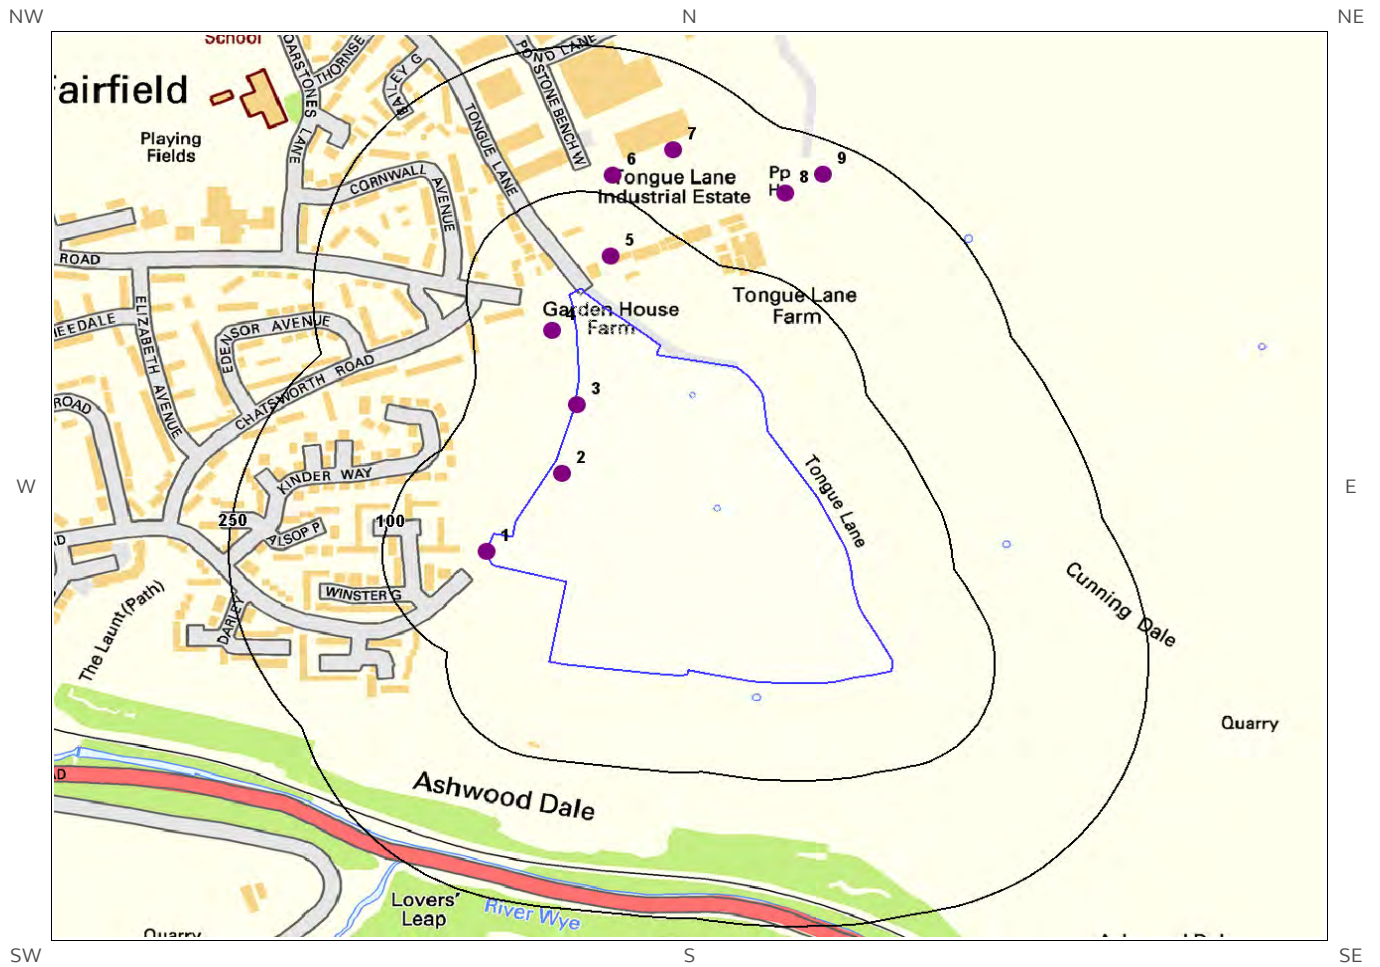 NW
N
NE
School
Fairfield
Playing
Fields
THORNSE
BAILEY G
POND LANE
TONGUE LANE
LANE
CORNWALL
AVENUE
7
6
Tongue Lane
Industrial Estate
Pp
H
8
9
5
ROAD
ELIZABETH AVENUE
EEDALE
EDENSOR AVENUE
CHATSWORTH ROAD
Garden House
Farm
4
Tongue Lane
Farm
3
2
1
ROAD
KINDER WAY
ALSOP P
250
100
W
E
Tongue Lane
WINSTER G
DARLEY
The Launt (Path)
Cunning Dale
Quarry
Ashwood Dale
Lovers'
Leap
River Wye
Quarry
SW
S
SE